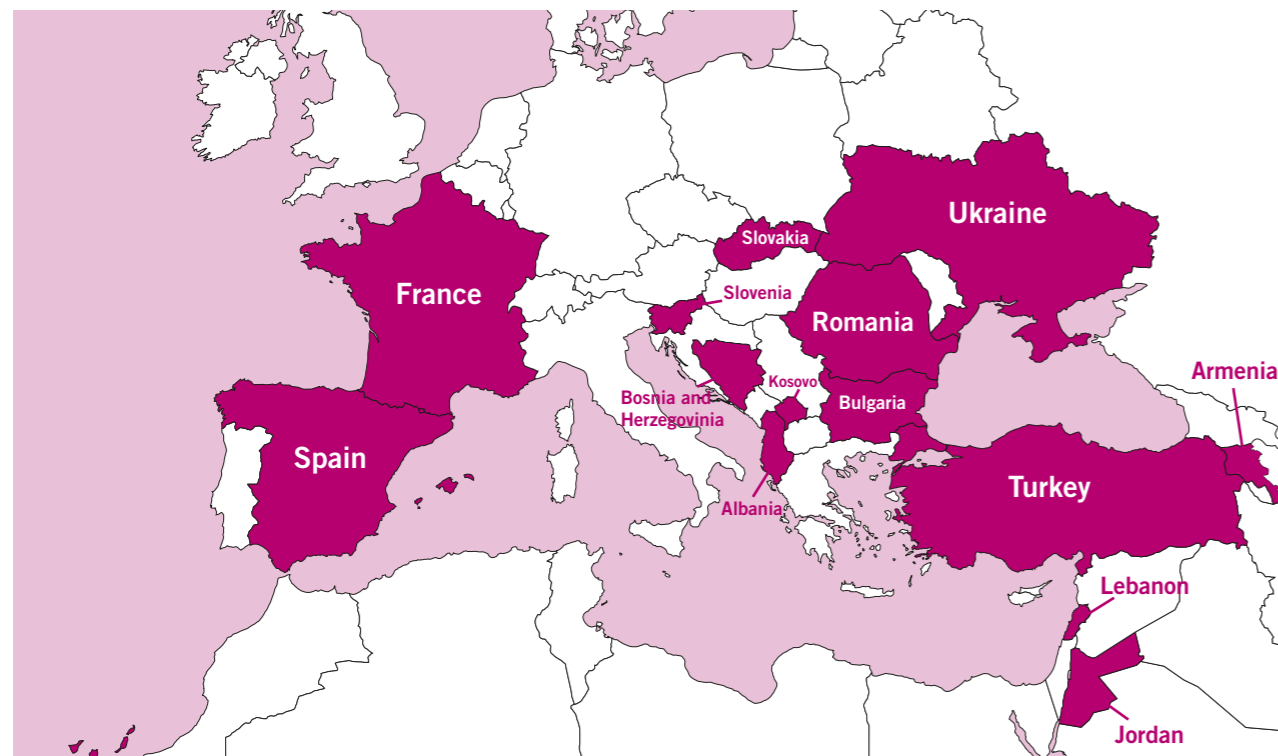 Ukraine
Slovakia
France
Slovenia
Romania
Armenia
Kosovo
Bosnia and
Herzegovinia
Bulgaria
Spain
Turkey
Albania
Lebanon
Jordan